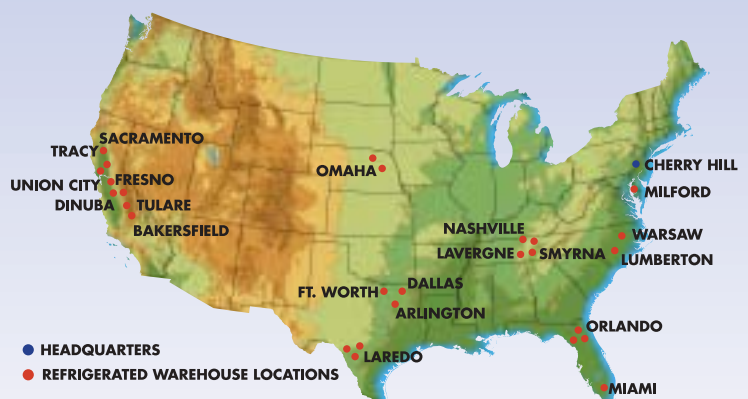 SACRAMENTO
TRACY
UNION CITY
FRESNO
DINUBA
TULARE
BAKERSFIELD
OMAHA
CHERRY HILL
MILFORD
NASHVILLE
WARSAW
LAVERGNE
SMYRNA
LUMBERTON
FT. WORTH
DALLAS
ARLINGTON
ORLANDO
LAREDO
MIAMI
HEADQUARTERS
REFRIGERATED WAREHOUSE LOCATIONS